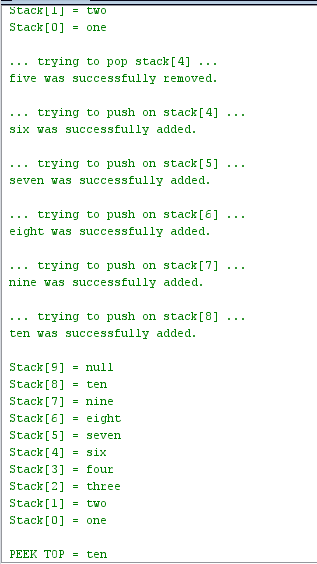 Stack[1] = two
Stack[0] = one
... trying to pop stack[4] ...
five was successfully removed.
... trying to push on stack[4] ...
six was successfully added.
... trying to push on stack[5] ...
seven was successfully added.
... trying to push on stack[6] ...
eight was successfully added.
... trying to push on stack[7] ...
nine was successfully added.
... trying to push on stack[8] ...
ten was successfully added.
Stack[9] = null
Stack[8] = ten
Stack[7] = nine
Stack[6] = eight
Stack[5] = seven
Stack[4] = six
Stack[3] = four
Stack[2] = three
Stack[1] = two
Stack[0] = one
PEEK TOP = ten